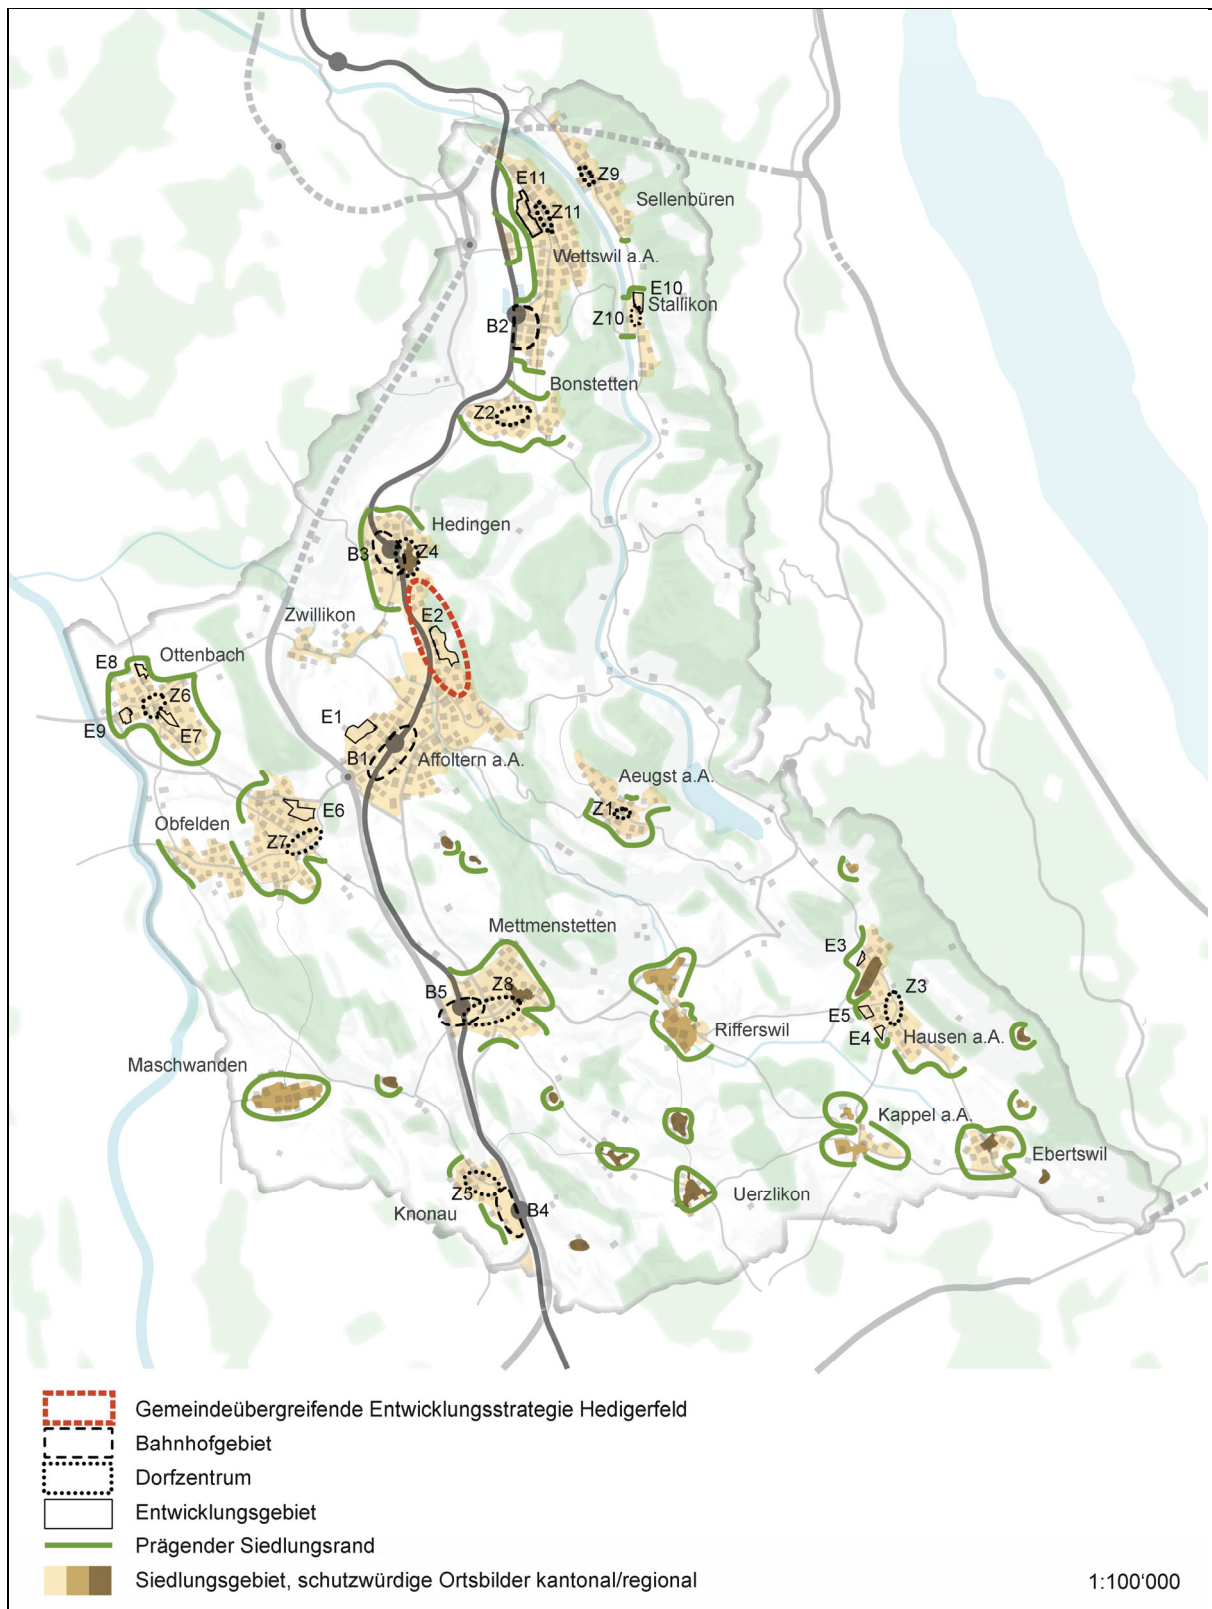 Z9
E11
Sellenbüren
Z11
Wettswil a.A.
E10
Stallikon
Z10
B2
Bonstetten
Z2
Hedingen
B3
Z4
Zwillikon
E2
Ottenbach
E8
Z6
E1
E9
E7
B1
Affoltern a.A.
Aeugst a.A.
E6
Z1
Obfelden
Z7
Mettmenstetten
E3
Z8
Z3
B5
E5
Rifferswil
E4
Hausen a.A.
Maschwanden
Kappel a.A.
Ebertswil
Z5
Uerzlikon
Knonau
B4
Gemeindeübergreifende Entwicklungsstrategie Hedigerfeld
Bahnhofgebiet
Dorfzentrum
Entwicklungsgebiet
Prägender Siedlungsrand
Siedlungsgebiet, schutzwürdige Ortsbilder kantonal/regional
1:100'000